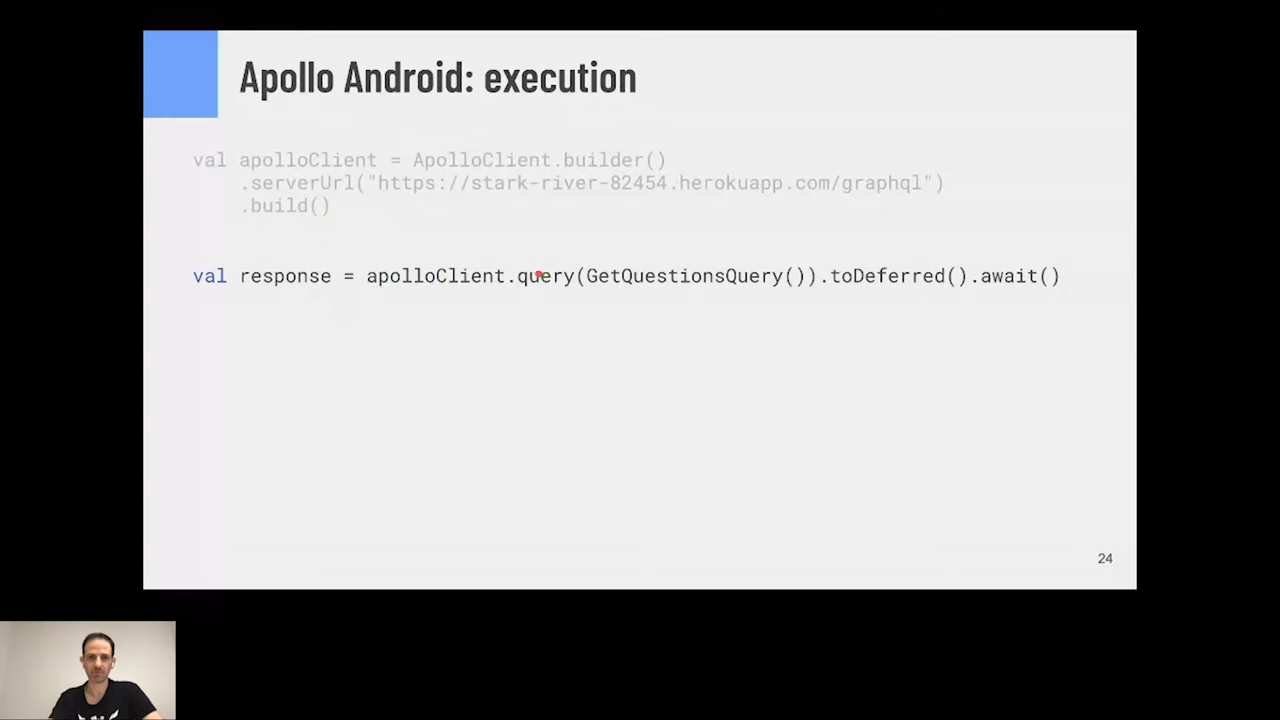 Apollo Android: execution
val apolloClient = ApolloClient.builder()
.serverUrl("https://stark-river-82454.herokuapp.com/graphql")
.build()
val response = apolloClient.query(GetQuestionsQuery()).toDeferred().await()
24